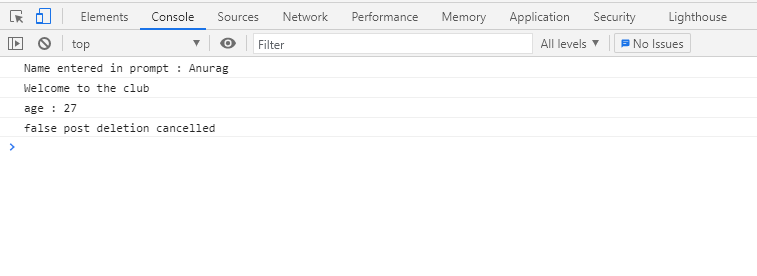 Elements Console Sources Network Performance Memory Application Security Lighthouse
top Filter All levels No Issues
Name entered in prompt : Anurag
Welcome to the club
age : 27
false post deletion cancelled